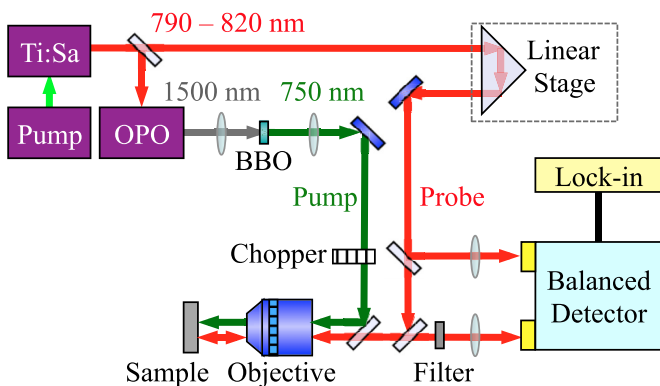 790 – 820 nm
Ti:Sa
Linear
Stage
1500 nm
750 nm
Pump
OPO
BBO
Lock-in
Pump
Probe
Chopper
Balanced
Detector
Sample
Objective
Filter